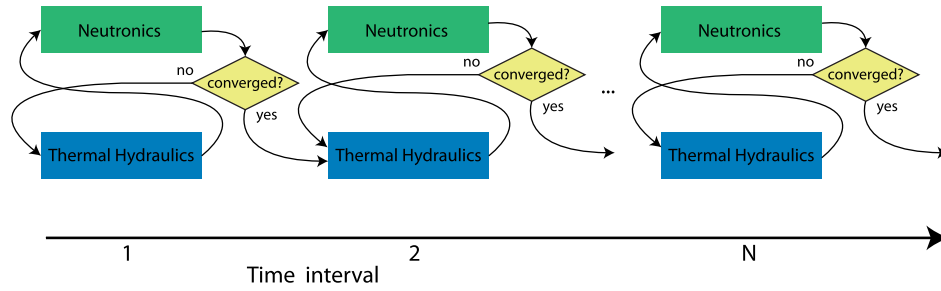 Neutronics
no
converged?
yes
Thermal Hydraulics
Neutronics
no
converged?
yes
Thermal Hydraulics
...
Neutronics
no
converged?
yes
Thermal Hydraulics
1
2
N
Time interval